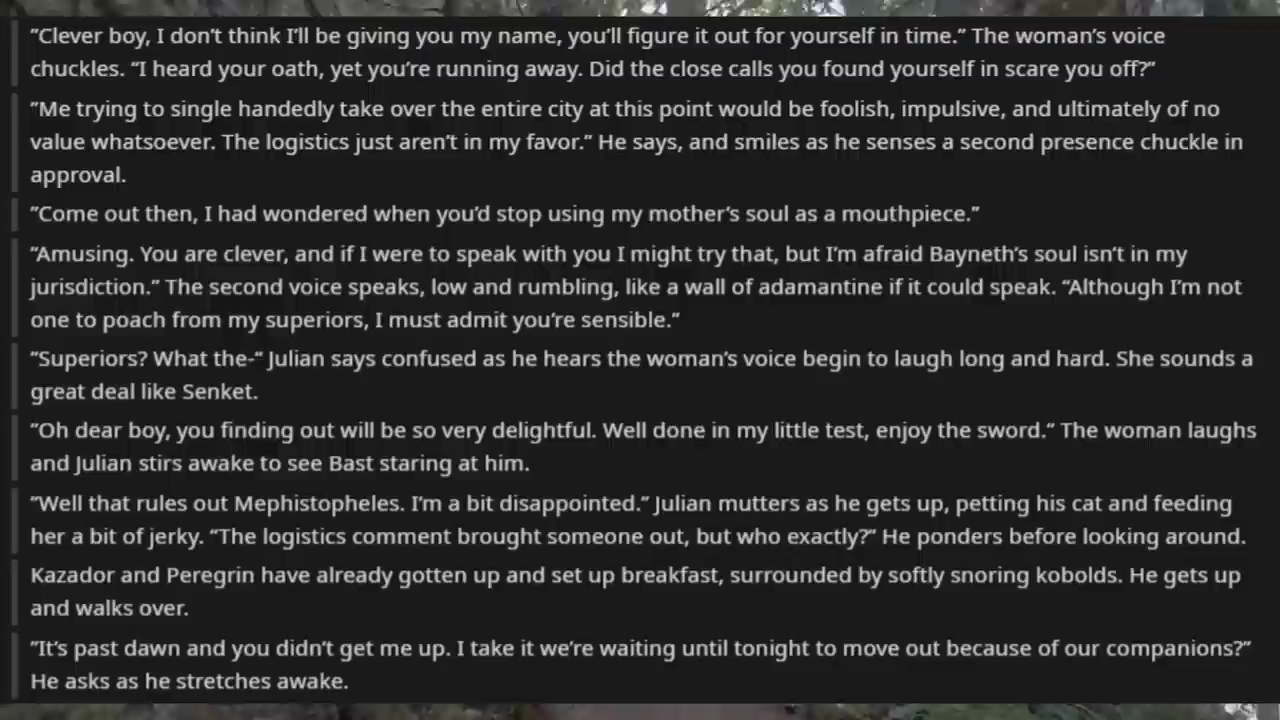 ”Clever boy, I don’t think I’ll be giving you my name, you’ll figure it out for yourself in time.” The woman’s voice
chuckles. “I heard your oath, yet you’re running away. Did the close calls you found yourself in scare you off?”
”Me trying to single handedly take over the entire city at this point would be foolish, impulsive, and ultimately of no
value whatsoever. The logistics just aren’t in my favor.” He says, and smiles as he senses a second presence chuckle in
approval.
”Come out then, I had wondered when you’d stop using my mother’s soul as a mouthpiece.”
“Amusing. You are clever, and if I were to speak with you I might try that, but I’m afraid Bayneth’s soul isn’t in my
jurisdiction.” The second voice speaks, low and rumbling, like a wall of adamantine if it could speak. “Although I’m not
one to poach from my superiors, I must admit you’re sensible.”
“Superiors? What the-“ Julian says confused as he hears the woman’s voice begin to laugh long and hard. She sounds a
great deal like Senket.
”Oh dear boy, you finding out will be so very delightful. Well done in my little test, enjoy the sword.“ The woman laughs
and Julian stirs awake to see Bast staring at him.
“Well that rules out Mephistopheles. I’m a bit disappointed.” Julian mutters as he gets up, petting his cat and feeding
her a bit of jerky. “The logistics comment brought someone out, but who exactly?” He ponders before looking around.
Kazador and Peregrin have already gotten up and set up breakfast, surrounded by softly snoring kobolds. He gets up
and walks over.
”It’s past dawn and you didn’t get me up. I take it we’re waiting until tonight to move out because of our companions?”
He asks as he stretches awake.